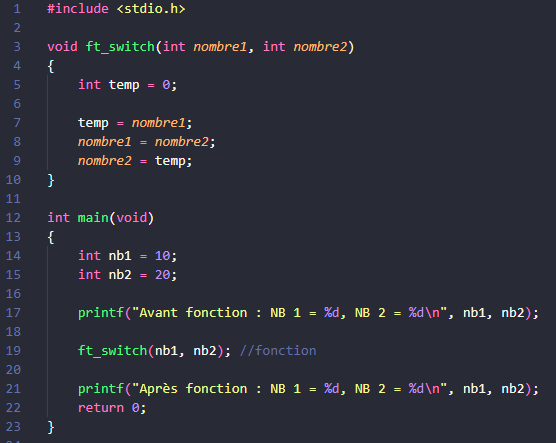 1 #include <stdio.h>
2
3 void ft_switch(int nombre1, int nombre2)
4 {
5 int temp = 0;
6
7 temp = nombre1;
8 nombre1 = nombre2;
9 nombre2 = temp;
10 }
11
12 int main(void)
13 {
14 int nb1 = 10;
15 int nb2 = 20;
16
17 printf("Avant fonction : NB 1 = %d, NB 2 = %d\n", nb1, nb2);
18
19 ft_switch(nb1, nb2); //fonction
20
21 printf("Après fonction : NB 1 = %d, NB 2 = %d\n", nb1, nb2);
22 return 0;
23 }